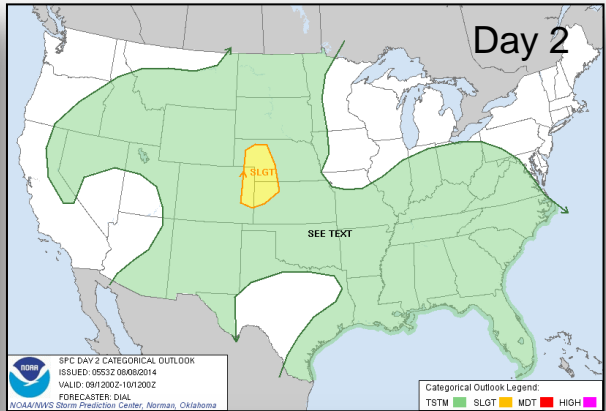 Day 2
SLGT
SEE TEXT
NOAA
SPC DAY 2 CATEGORICAL OUTLOOK
ISSUED: 0553Z 08/08/2014
VALID: 09/1200Z-10/1200Z
FORECASTER: DIAL
NOAA/NWS Storm Prediction Center, Norman, Oklahoma
Categorical Outlook Legend:
TSTM SLGT MDT HIGH